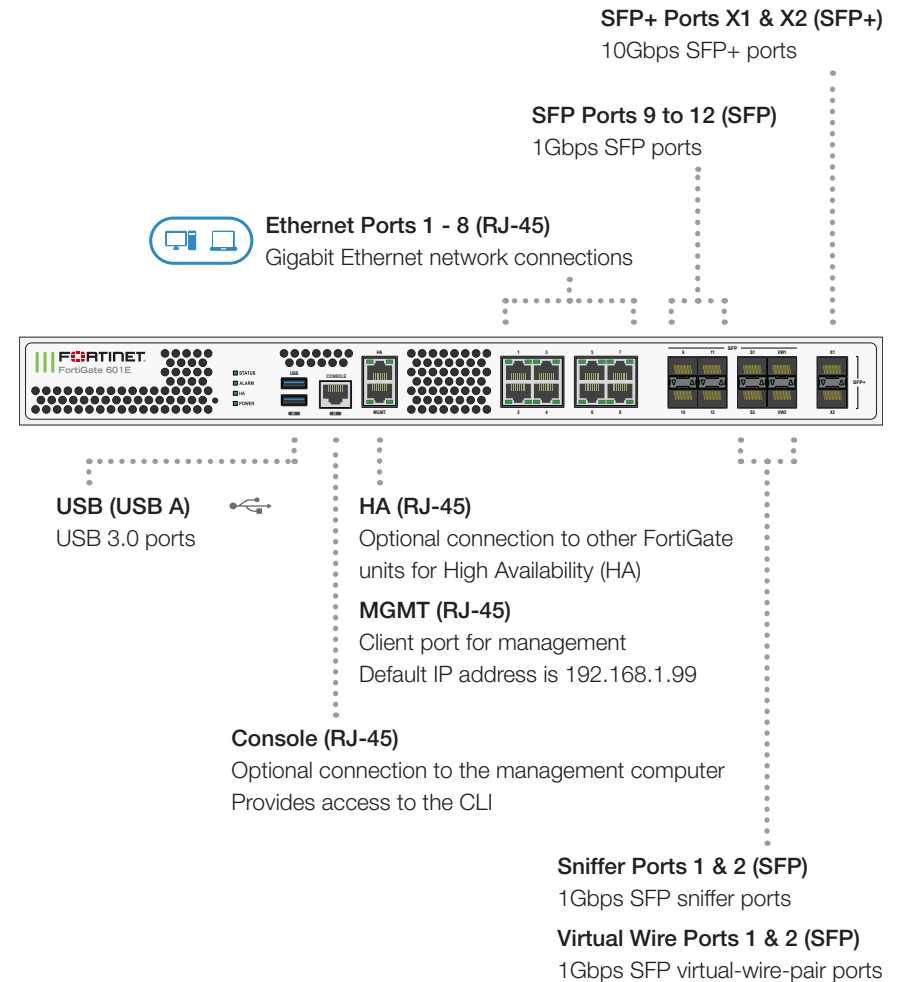 SFP+ Ports X1 & X2 (SFP+)
10Gbps SFP+ ports
SFP Ports 9 to 12 (SFP)
1Gbps SFP ports
Ethernet Ports 1 - 8 (RJ-45)
Gigabit Ethernet network connections
FORTINET
FortiGate 601E
STATUS
ALARM
HA
POWER
USB
CONSOLE
HA
MGMT
1 3 5 7
2 4 6 8
SFP
9 11 S1 VW1 X1
SFP+
10 12 S2 VW2 X2
USB (USB A)
USB 3.0 ports
HA (RJ-45)
Optional connection to other FortiGate
units for High Availability (HA)
MGMT (RJ-45)
Client port for management
Default IP address is 192.168.1.99
Console (RJ-45)
Optional connection to the management computer
Provides access to the CLI
Sniffer Ports 1 & 2 (SFP)
1Gbps SFP sniffer ports
Virtual Wire Ports 1 & 2 (SFP)
1Gbps SFP virtual-wire-pair ports